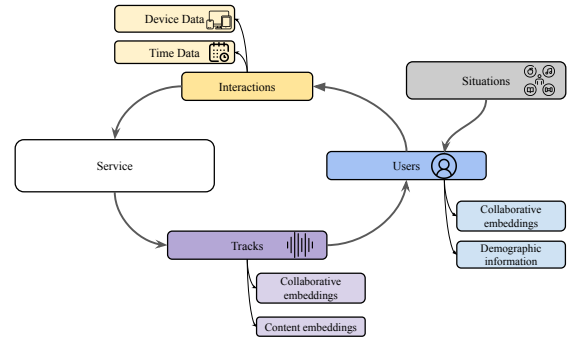 Device Data
Time Data
Interactions
Situations
Service
Users
Collaborative
embeddings
Demographic
information
Tracks
Collaborative
embeddings
Content embeddings